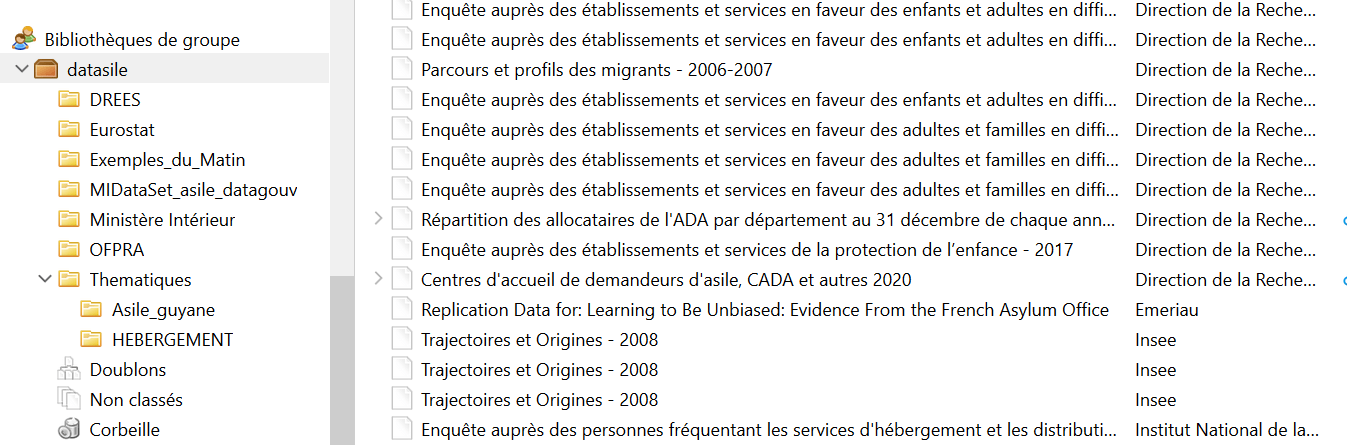 Bibliothèques de groupe
datasile
DREES
Eurostat
Exemples_du_Matin
MIDataSet_asile_datagouv
Ministère Intérieur
OFPRA
Thematiques
Asile_guyane
HEBERGEMENT
Doublons
Non classés
Corbeille
Enquête auprès des établissements et services en faveur des enfants et adultes en diffi... Direction de la Reche...
Enquête auprès des établissements et services en faveur des enfants et adultes en diffi... Direction de la Reche...
Parcours et profils des migrants - 2006-2007 Direction de la Reche...
Enquête auprès des établissements et services en faveur des enfants et adultes en diffi... Direction de la Reche...
Enquête auprès des établissements et services en faveur des adultes et familles en diffi... Direction de la Reche...
Enquête auprès des établissements et services en faveur des adultes et familles en diffi... Direction de la Reche...
Enquête auprès des établissements et services en faveur des adultes et familles en diffi... Direction de la Reche...
Répartition des allocataires de l'ADA par département au 31 décembre de chaque ann... Direction de la Reche...
Enquête auprès des établissements et services de la protection de l’enfance - 2017 Direction de la Reche...
Centres d'accueil de demandeurs d'asile, CADA et autres 2020 Direction de la Reche...
Replication Data for: Learning to Be Unbiased: Evidence From the French Asylum Office Emeriau
Trajectoires et Origines - 2008 Insee
Trajectoires et Origines - 2008 Insee
Trajectoires et Origines - 2008 Insee
Enquête auprès des personnes fréquentant les services d'hébergement et les distributi... Institut National de la...